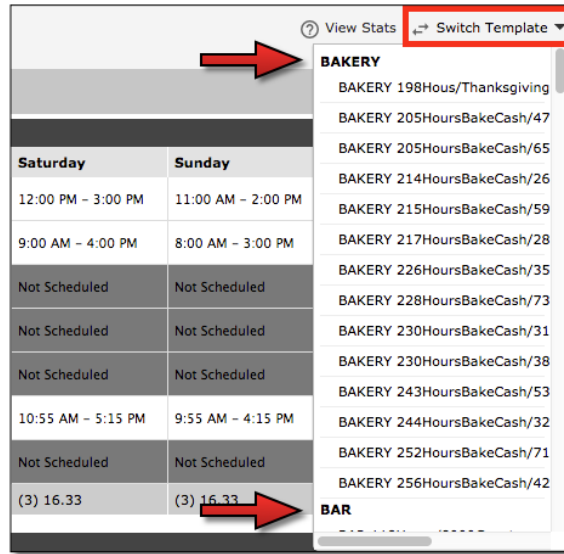 View Stats Switch Template
BAKERY
BAKERY 198Hous/Thanksgiving
BAKERY 205HoursBakeCash/47
BAKERY 205HoursBakeCash/65
BAKERY 214HoursBakeCash/26
BAKERY 215HoursBakeCash/59
BAKERY 217HoursBakeCash/28
BAKERY 226HoursBakeCash/35
BAKERY 228HoursBakeCash/73
BAKERY 230HoursBakeCash/31
BAKERY 230HoursBakeCash/38
BAKERY 243HoursBakeCash/53
BAKERY 244HoursBakeCash/32
BAKERY 252HoursBakeCash/71
BAKERY 256HoursBakeCash/42
BAR
Saturday Sunday
12:00 PM – 3:00 PM 11:00 AM – 2:00 PM
9:00 AM – 4:00 PM 8:00 AM – 3:00 PM
Not Scheduled Not Scheduled
Not Scheduled Not Scheduled
Not Scheduled Not Scheduled
10:55 AM – 5:15 PM 9:55 AM – 4:15 PM
Not Scheduled Not Scheduled
(3) 16.33 (3) 16.33